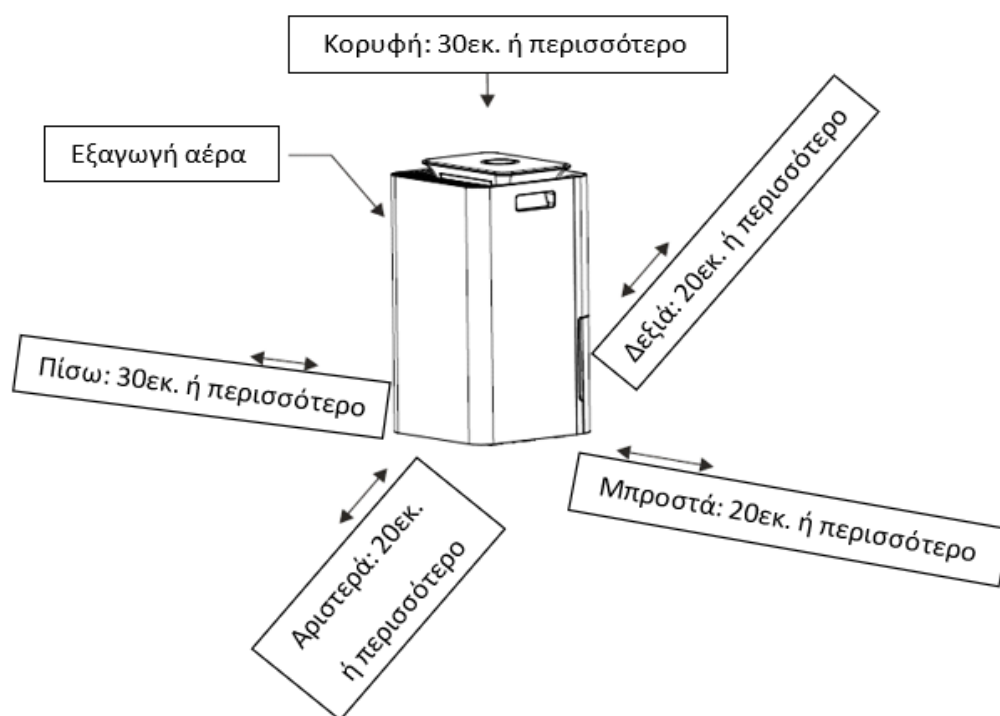 Κορυφή: 30εκ. ή περισσότερο
Εξαγωγή αέρα
Δεξιά: 20εκ. ή περισσότερο
Πίσω: 30εκ. ή περισσότερο
Μπροστά: 20εκ. ή περισσότερο
Αριστερά: 20εκ.
ή περισσότερο